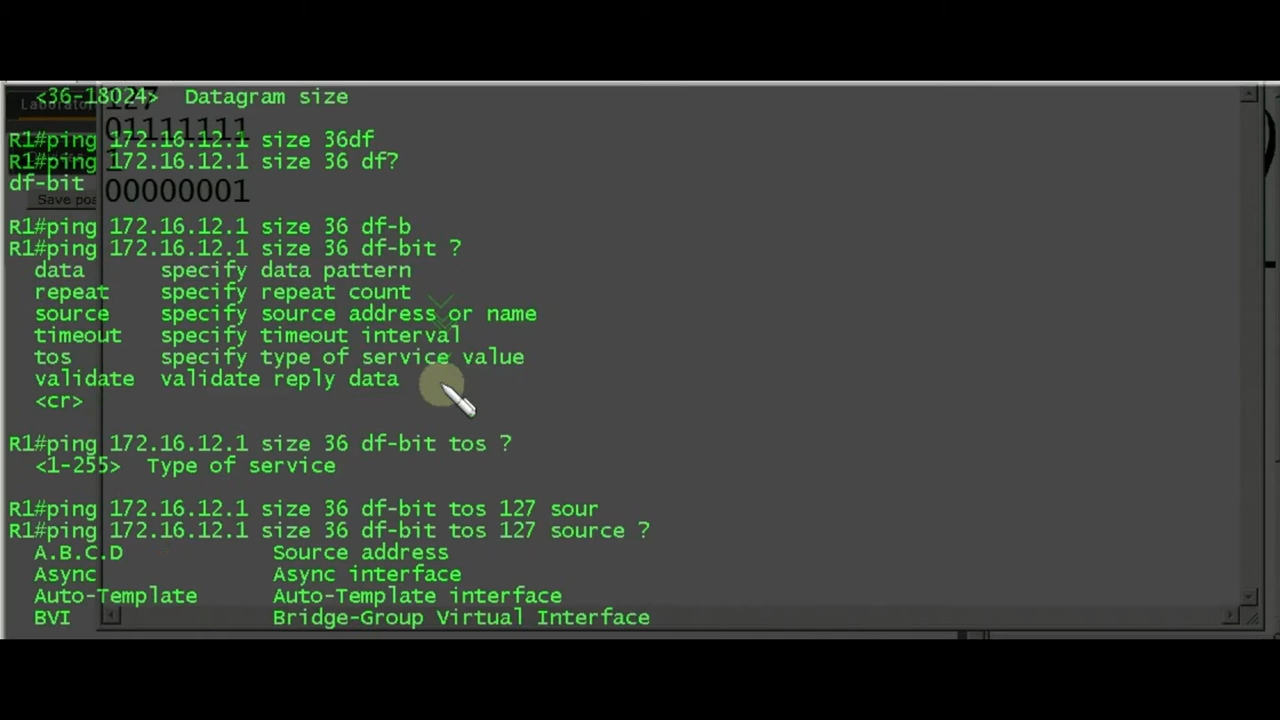 <36-18024>  Datagram size
Laborator
127
01111111
R1#ping 172.16.12.1 size 36df
R1#ping 172.16.12.1 size 36 df?
1
df-bit
00000001
Save pos
R1#ping 172.16.12.1 size 36 df-b
R1#ping 172.16.12.1 size 36 df-bit ?
data      specify data pattern
repeat    specify repeat count
source    specify source address or name
timeout   specify timeout interval
tos       specify type of service value
validate  validate reply data
<cr>
R1#ping 172.16.12.1 size 36 df-bit tos ?
<1-255>  Type of service
R1#ping 172.16.12.1 size 36 df-bit tos 127 sour
R1#ping 172.16.12.1 size 36 df-bit tos 127 source ?
A.B.C.D            Source address
Async              Async interface
Auto-Template      Auto-Template interface
BVI                Bridge-Group Virtual Interface